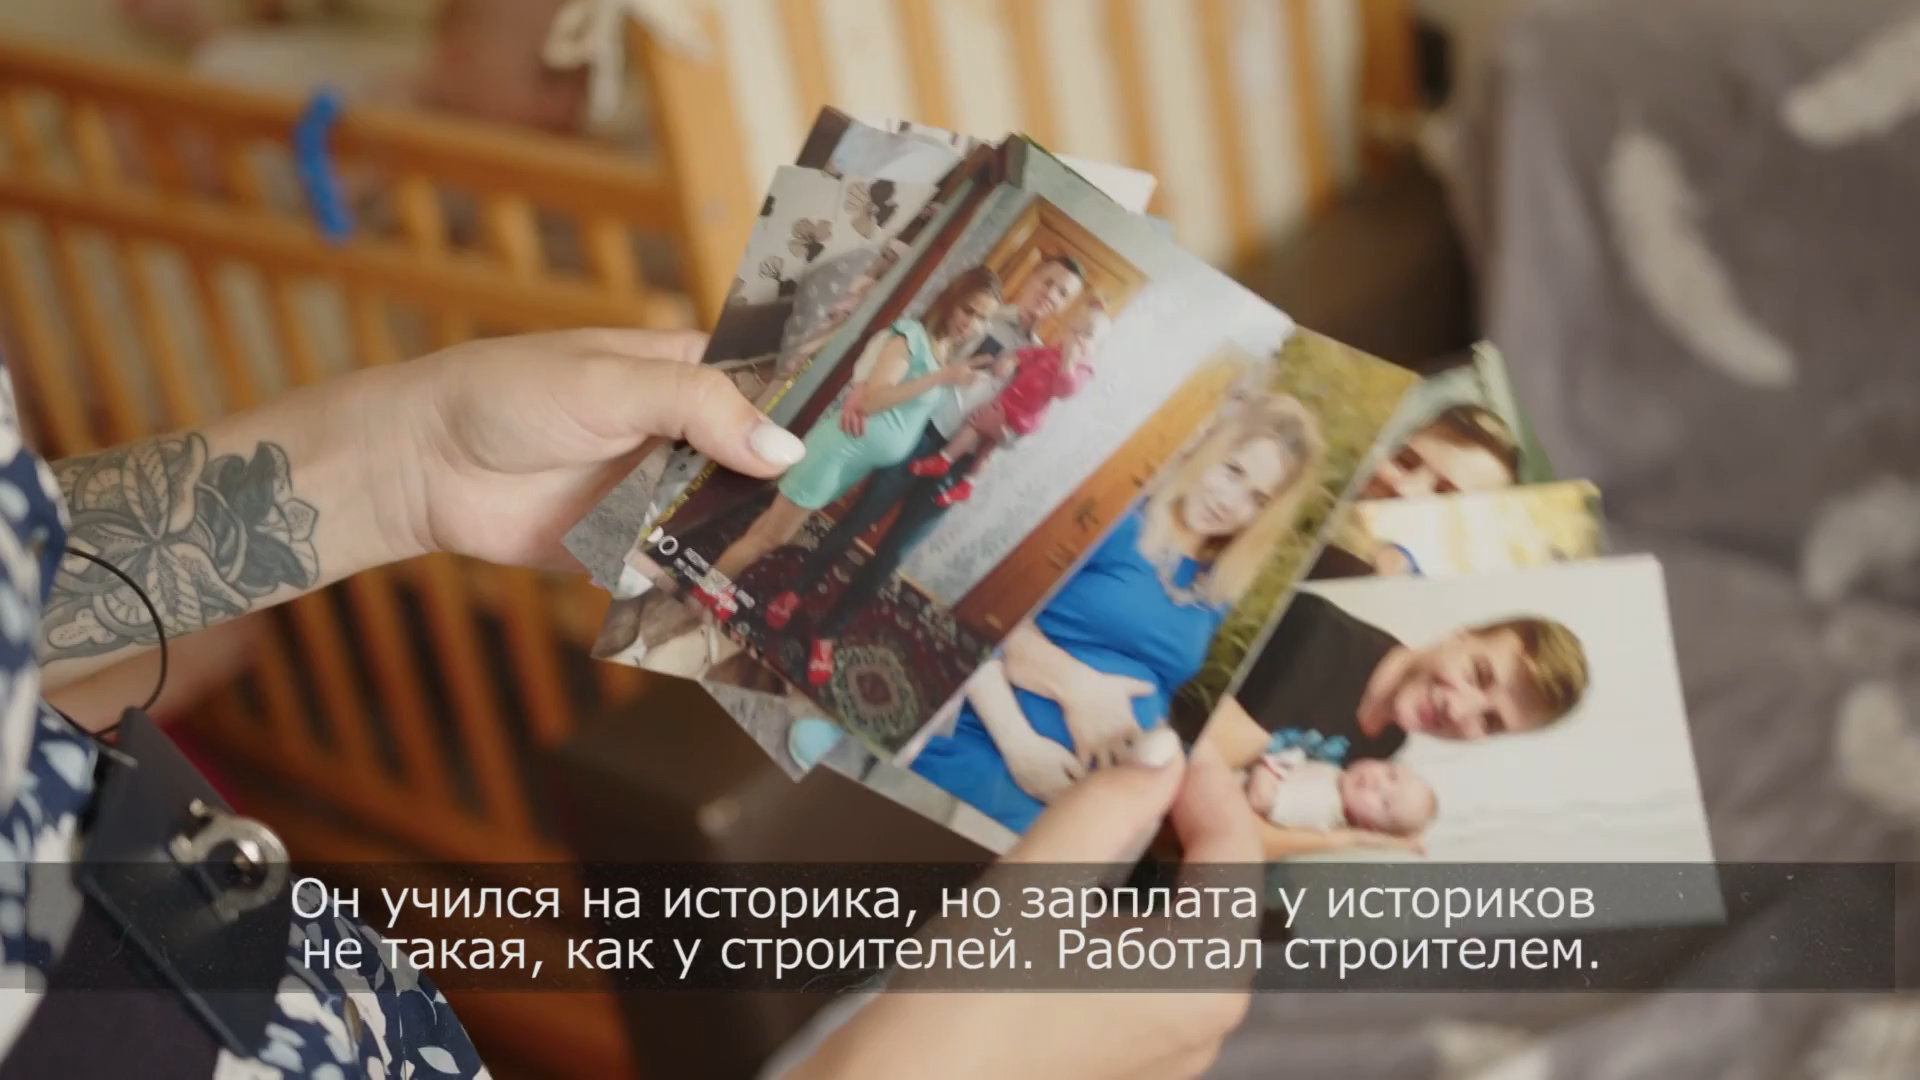 Он учился на историка, но зарплата у историков
не такая, как у строителей. Работал строителем.